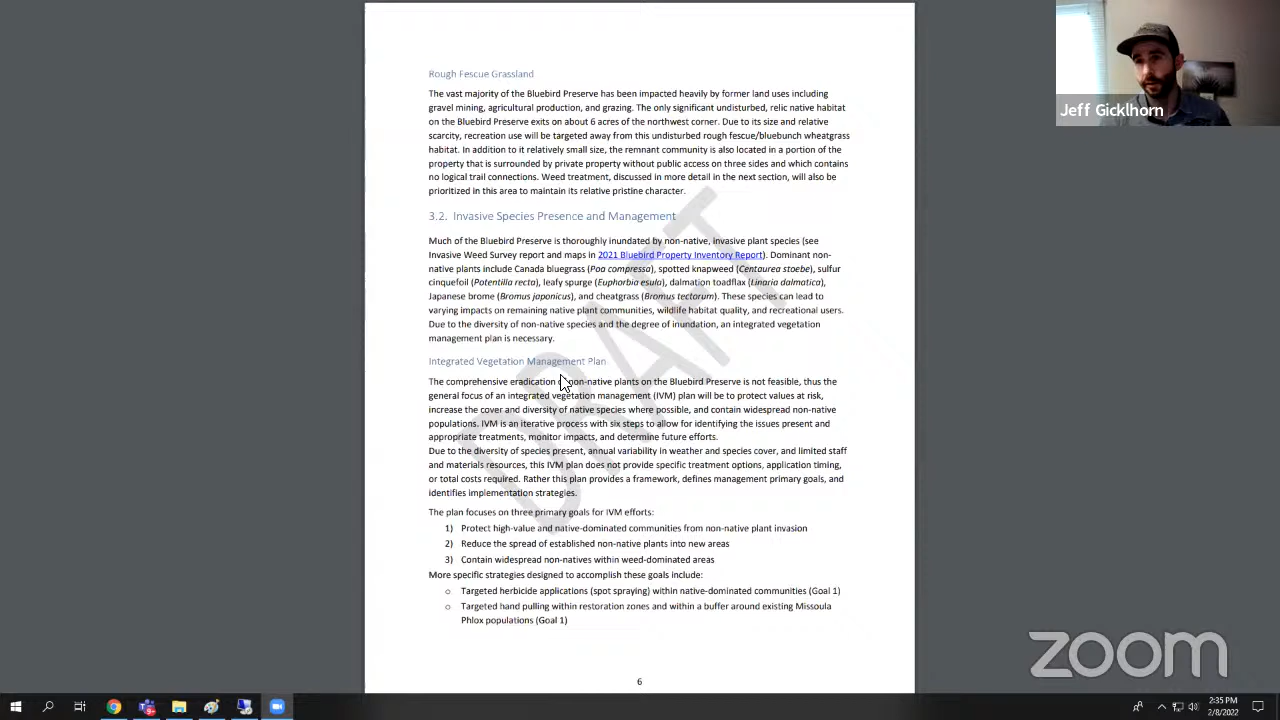 Rough Fescue Grassland
The vast majority of the Bluebird Preserve has been impacted heavily by former land uses including
gravel mining, agricultural production, and grazing. The only significant undisturbed, relic native habitat
on the Bluebird Preserve exits on about 6 acres of the northwest corner. Due to its size and relative
scarcity, recreation use will be targeted away from this undisturbed rough fescue/bluebunch wheatgrass
habitat. In addition to it relatively small size, the remnant community is also located in a portion of the
property that is surrounded by private property without public access on three sides and which contains
no logical trail connections. Weed treatment, discussed in more detail in the next section, will also be
prioritized in this area to maintain its relative pristine character.
3.2. Invasive Species Presence and Management
Much of the Bluebird Preserve is thoroughly inundated by non-native, invasive plant species (see
Invasive Weed Survey report and maps in 2021 Bluebird Property Inventory Report). Dominant non-
native plants include Canada bluegrass (Poa compressa), spotted knapweed (Centaurea stoebe), sulfur
cinquefoil (Potentilla recta), leafy spurge (Euphorbia esula), dalmation toadflax (Linaria dalmatica),
Japanese brome (Bromus japonicus), and cheatgrass (Bromus tectorum). These species can lead to
varying impacts on remaining native plant communities, wildlife habitat quality, and recreational users.
Due to the diversity of non-native species and the degree of inundation, an integrated vegetation
management plan is necessary.
Integrated Vegetation Management Plan
The comprehensive eradication of non-native plants on the Bluebird Preserve is not feasible, thus the
general focus of an integrated vegetation management (IVM) plan will be to protect values at risk,
increase the cover and diversity of native species where possible, and contain widespread non-native
populations. IVM is an iterative process with six steps to allow for identifying the issues present and
appropriate treatments, monitor impacts, and determine future efforts.
Due to the diversity of species present, annual variability in weather and species cover, and limited staff
and materials resources, this IVM plan does not provide specific treatment options, application timing,
or total costs required. Rather this plan provides a framework, defines management primary goals, and
identifies implementation strategies.
The plan focuses on three primary goals for IVM efforts:
1) Protect high-value and native-dominated communities from non-native plant invasion
2) Reduce the spread of established non-native plants into new areas
3) Contain widespread non-natives within weed-dominated areas
More specific strategies designed to accomplish these goals include:
o Targeted herbicide applications (spot spraying) within native-dominated communities (Goal 1)
o Targeted hand pulling within restoration zones and within a buffer around existing Missoula
Phlox populations (Goal 1)
6
DRAFT
Jeff Gicklhorn
zoom
2:35 PM
2/8/2022